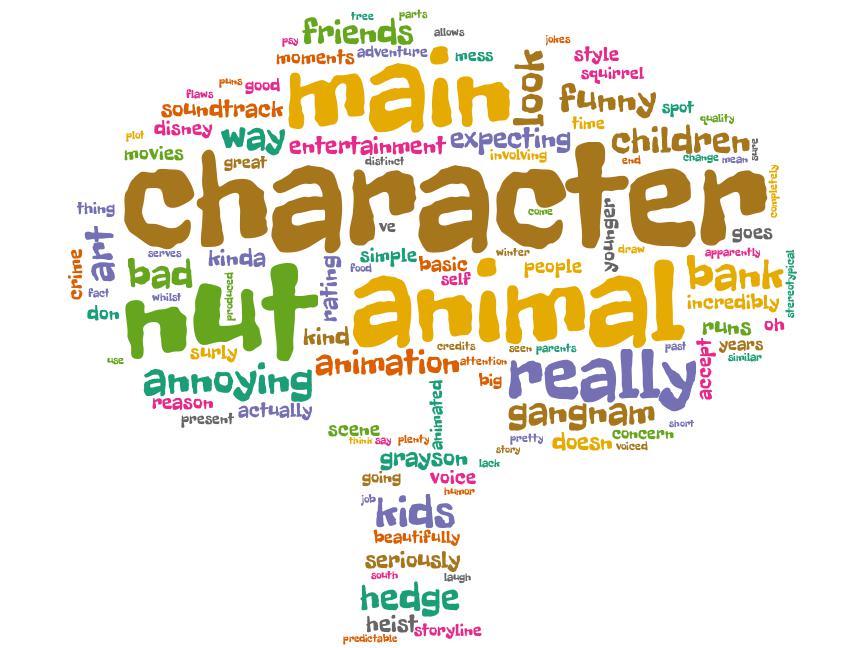 tree parts
psy friends allows
moments adventure mess jokes
main look style
squirrel
flaws puns good funny
soundtrack spot
plot disney way time quality
entertainment expecting children
movies great distinct involving end change mean sure
character completely
thing ve come younger goes
art serves kinda simple winter draw apparently
crime bad food basic people bank stereotypical
self
fact whilst produced rating incredibly
don nut animal
kind runs oh
use surly credits seen parents past years
animation attention similar
annoying big really accept
reason
present actually animated gangnam short
scene concern
think say plenty pretty doesn voiced
grayson lack story
going voice
humor
job kids
beautifully
seriously
south laugh
hedge
heist storyline
predictable